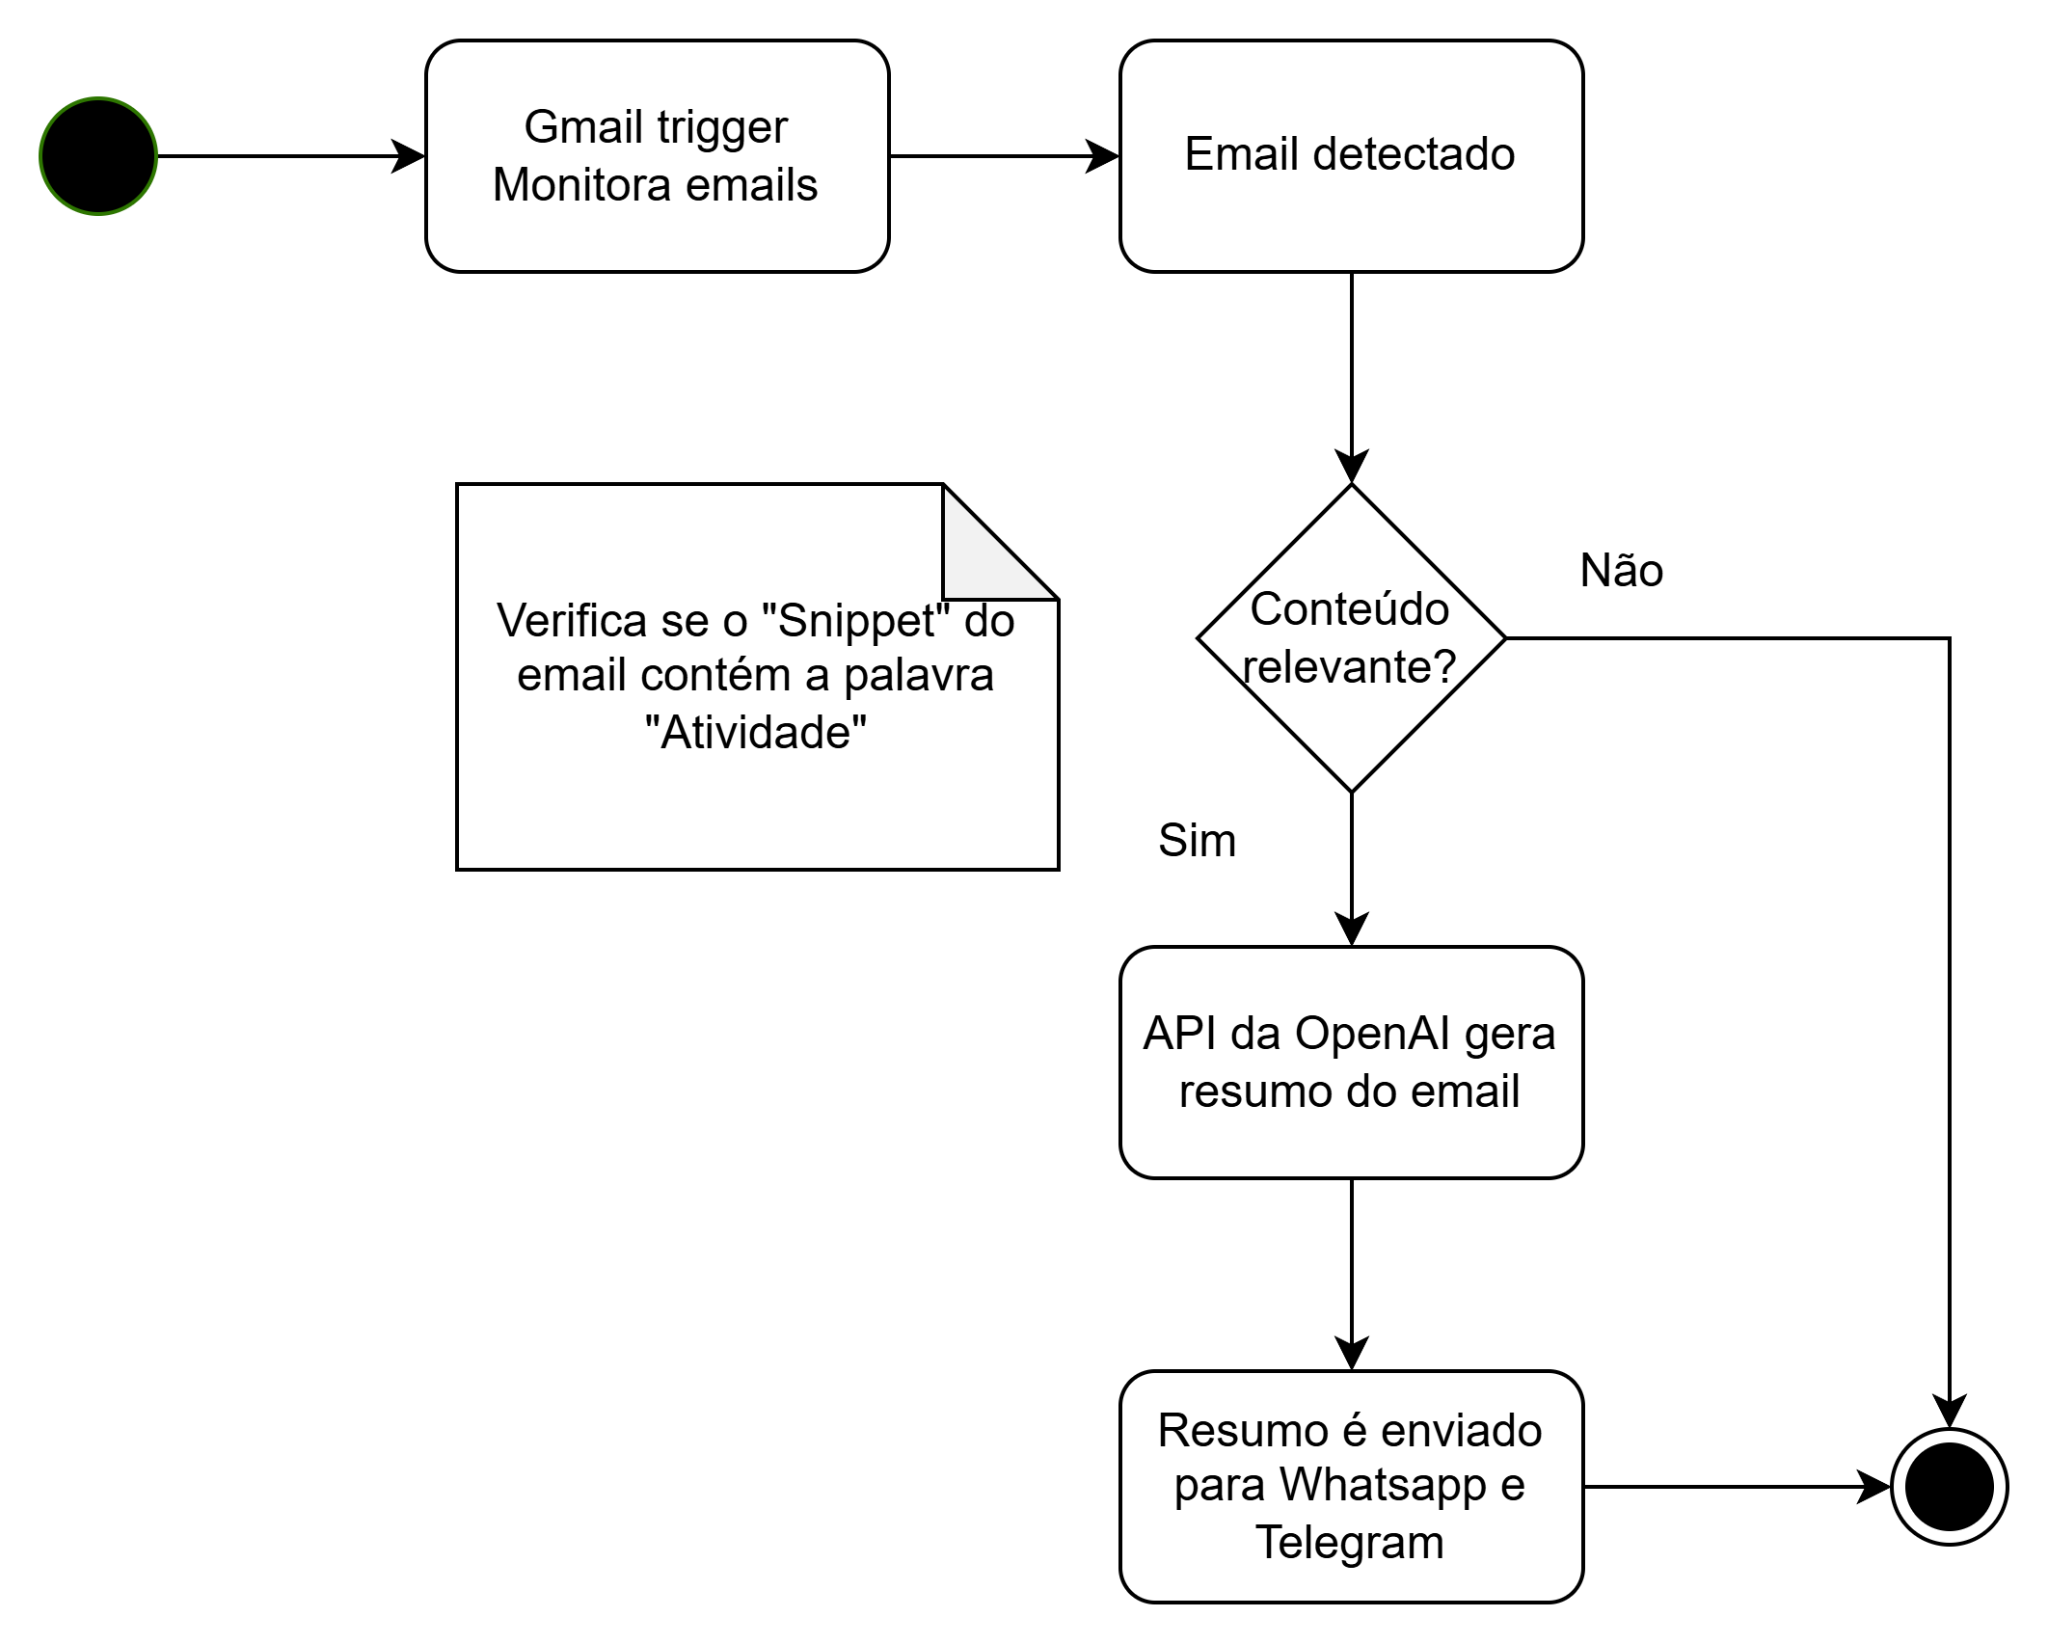 Gmail trigger
Monitora emails
Email detectado
Verifica se o "Snippet" do
email contém a palavra
"Atividade"
Conteúdo
relevante?
Não
Sim
API da OpenAI gera
resumo do email
Resumo é enviado
para Whatsapp e
Telegram